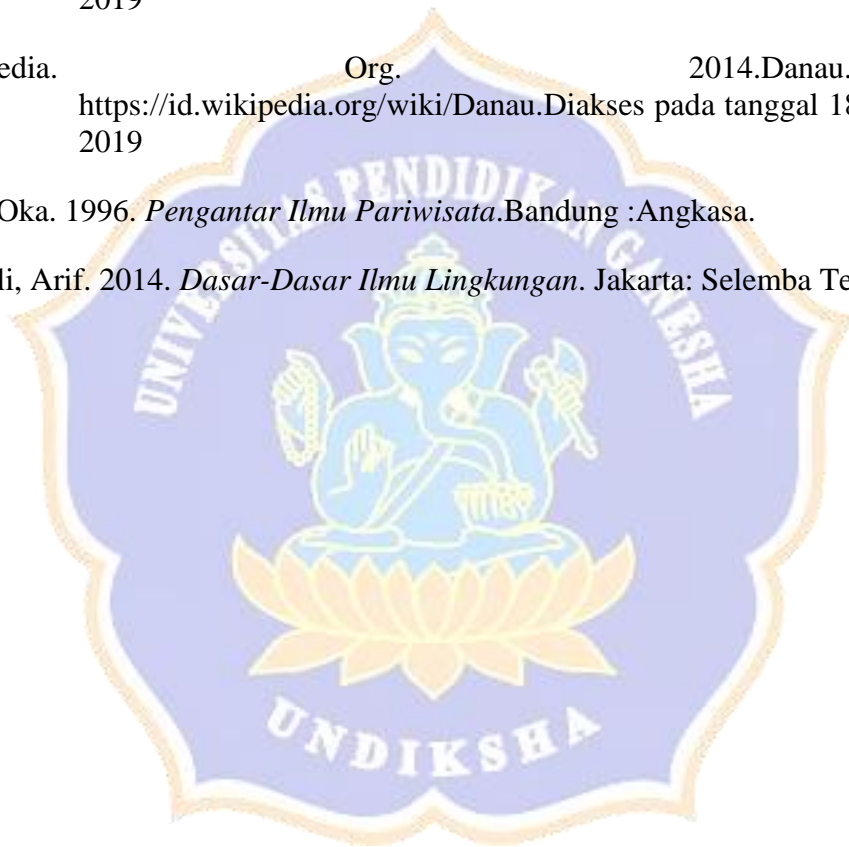 2019
edia. Org. 2014.Danau.
https://id.wikipedia.org/wiki/Danau.Diakses pada tanggal 18
2019
Oka. 1996. Pengantar Ilmu Pariwisata.Bandung :Angkasa.
li, Arif. 2014. Dasar-Dasar Ilmu Lingkungan. Jakarta: Selemba Te
UNIVERSITAS PENDIDIKAN GANESHA
UNDIKSHA